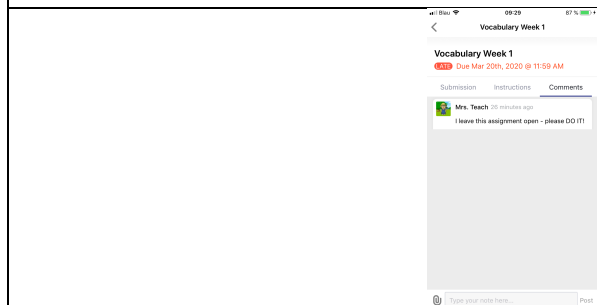 Blau 09:29 87 %
Vocabulary Week 1
Vocabulary Week 1
LATE Due Mar 20th, 2020 @ 11:59 AM
Submission Instructions Comments
Mrs. Teach 26 minutes ago
I leave this assignment open - please DO IT!
Type your note here... Post